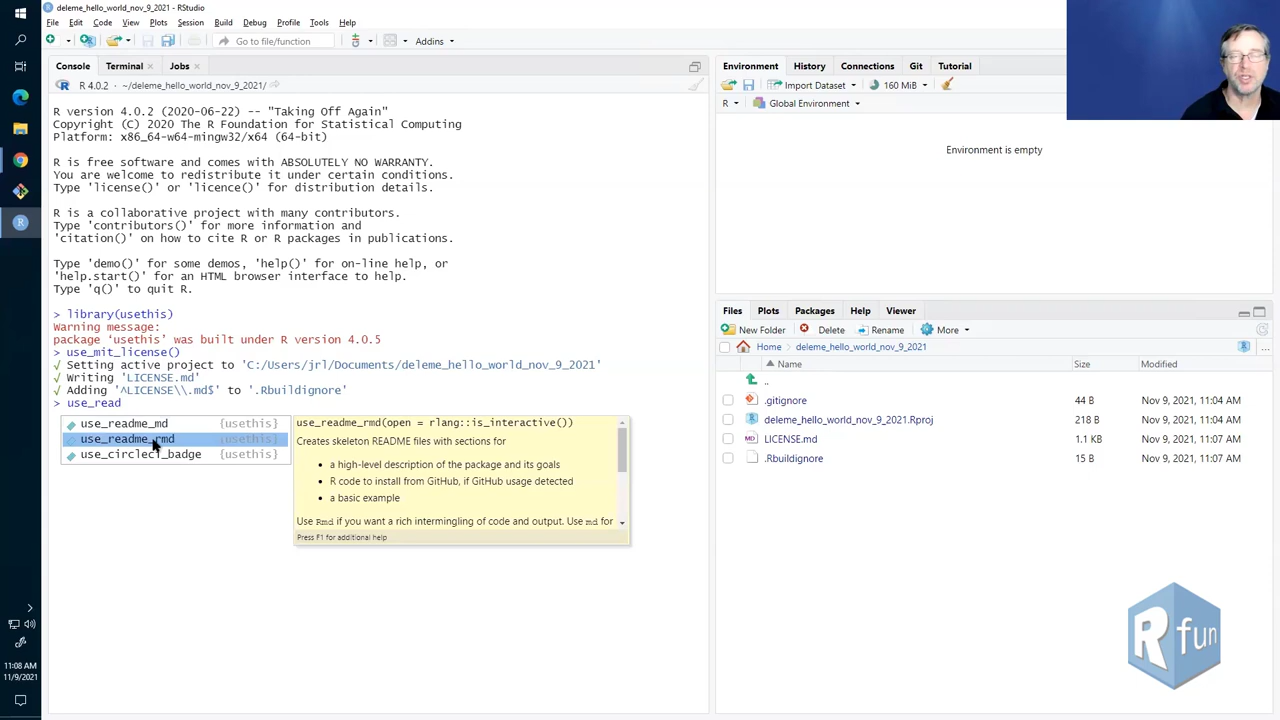 deleme_hello_world_nov_9_2021 - RStudio
File Edit Code View Plots Session Build Debug Profile Tools Help
Go to file/function Addins
Console Terminal Jobs
R 4.0.2 · ~/deleme_hello_world_nov_9_2021/
R version 4.0.2 (2020-06-22) -- "Taking Off Again"
Copyright (C) 2020 The R Foundation for Statistical Computing
Platform: x86_64-w64-mingw32/x64 (64-bit)
R is free software and comes with ABSOLUTELY NO WARRANTY.
You are welcome to redistribute it under certain conditions.
Type 'license()' or 'licence()' for distribution details.
R is a collaborative project with many contributors.
Type 'contributors()' for more information and
'citation()' on how to cite R or R packages in publications.
Type 'demo()' for some demos, 'help()' for on-line help, or
'help.start()' for an HTML browser interface to help.
Type 'q()' to quit R.
> library(usethis)
Warning message:
package 'usethis' was built under R version 4.0.5
> use_mit_license()
√ Setting active project to 'C:/Users/jrl/Documents/deleme_hello_world_nov_9_2021'
√ Writing 'LICENSE.md'
√ Adding '^LICENSE\\.md$' to '.Rbuildignore'
> use_read
use_readme_md {usethis}
use_readme_rmd {usethis}
use_circleci_badge {usethis}
use_readme_rmd(open = rlang::is_interactive())
Creates skeleton README files with sections for
• a high-level description of the package and its goals
• R code to install from GitHub, if GitHub usage detected
• a basic example
Use Rmd if you want a rich intermingling of code and output. Use md for
Press F1 for additional help
Environment History Connections Git Tutorial
Import Dataset 160 MiB
R Global Environment
Environment is empty
Files Plots Packages Help Viewer
New Folder Delete Rename More
Home deleme_hello_world_nov_9_2021
Name Size Modified
..
.gitignore 44 B Nov 9, 2021, 11:04 AM
deleme_hello_world_nov_9_2021.Rproj 218 B Nov 9, 2021, 11:04 AM
LICENSE.md 1.1 KB Nov 9, 2021, 11:07 AM
.Rbuildignore 15 B Nov 9, 2021, 11:07 AM
R fun
11:08 AM
11/9/2021